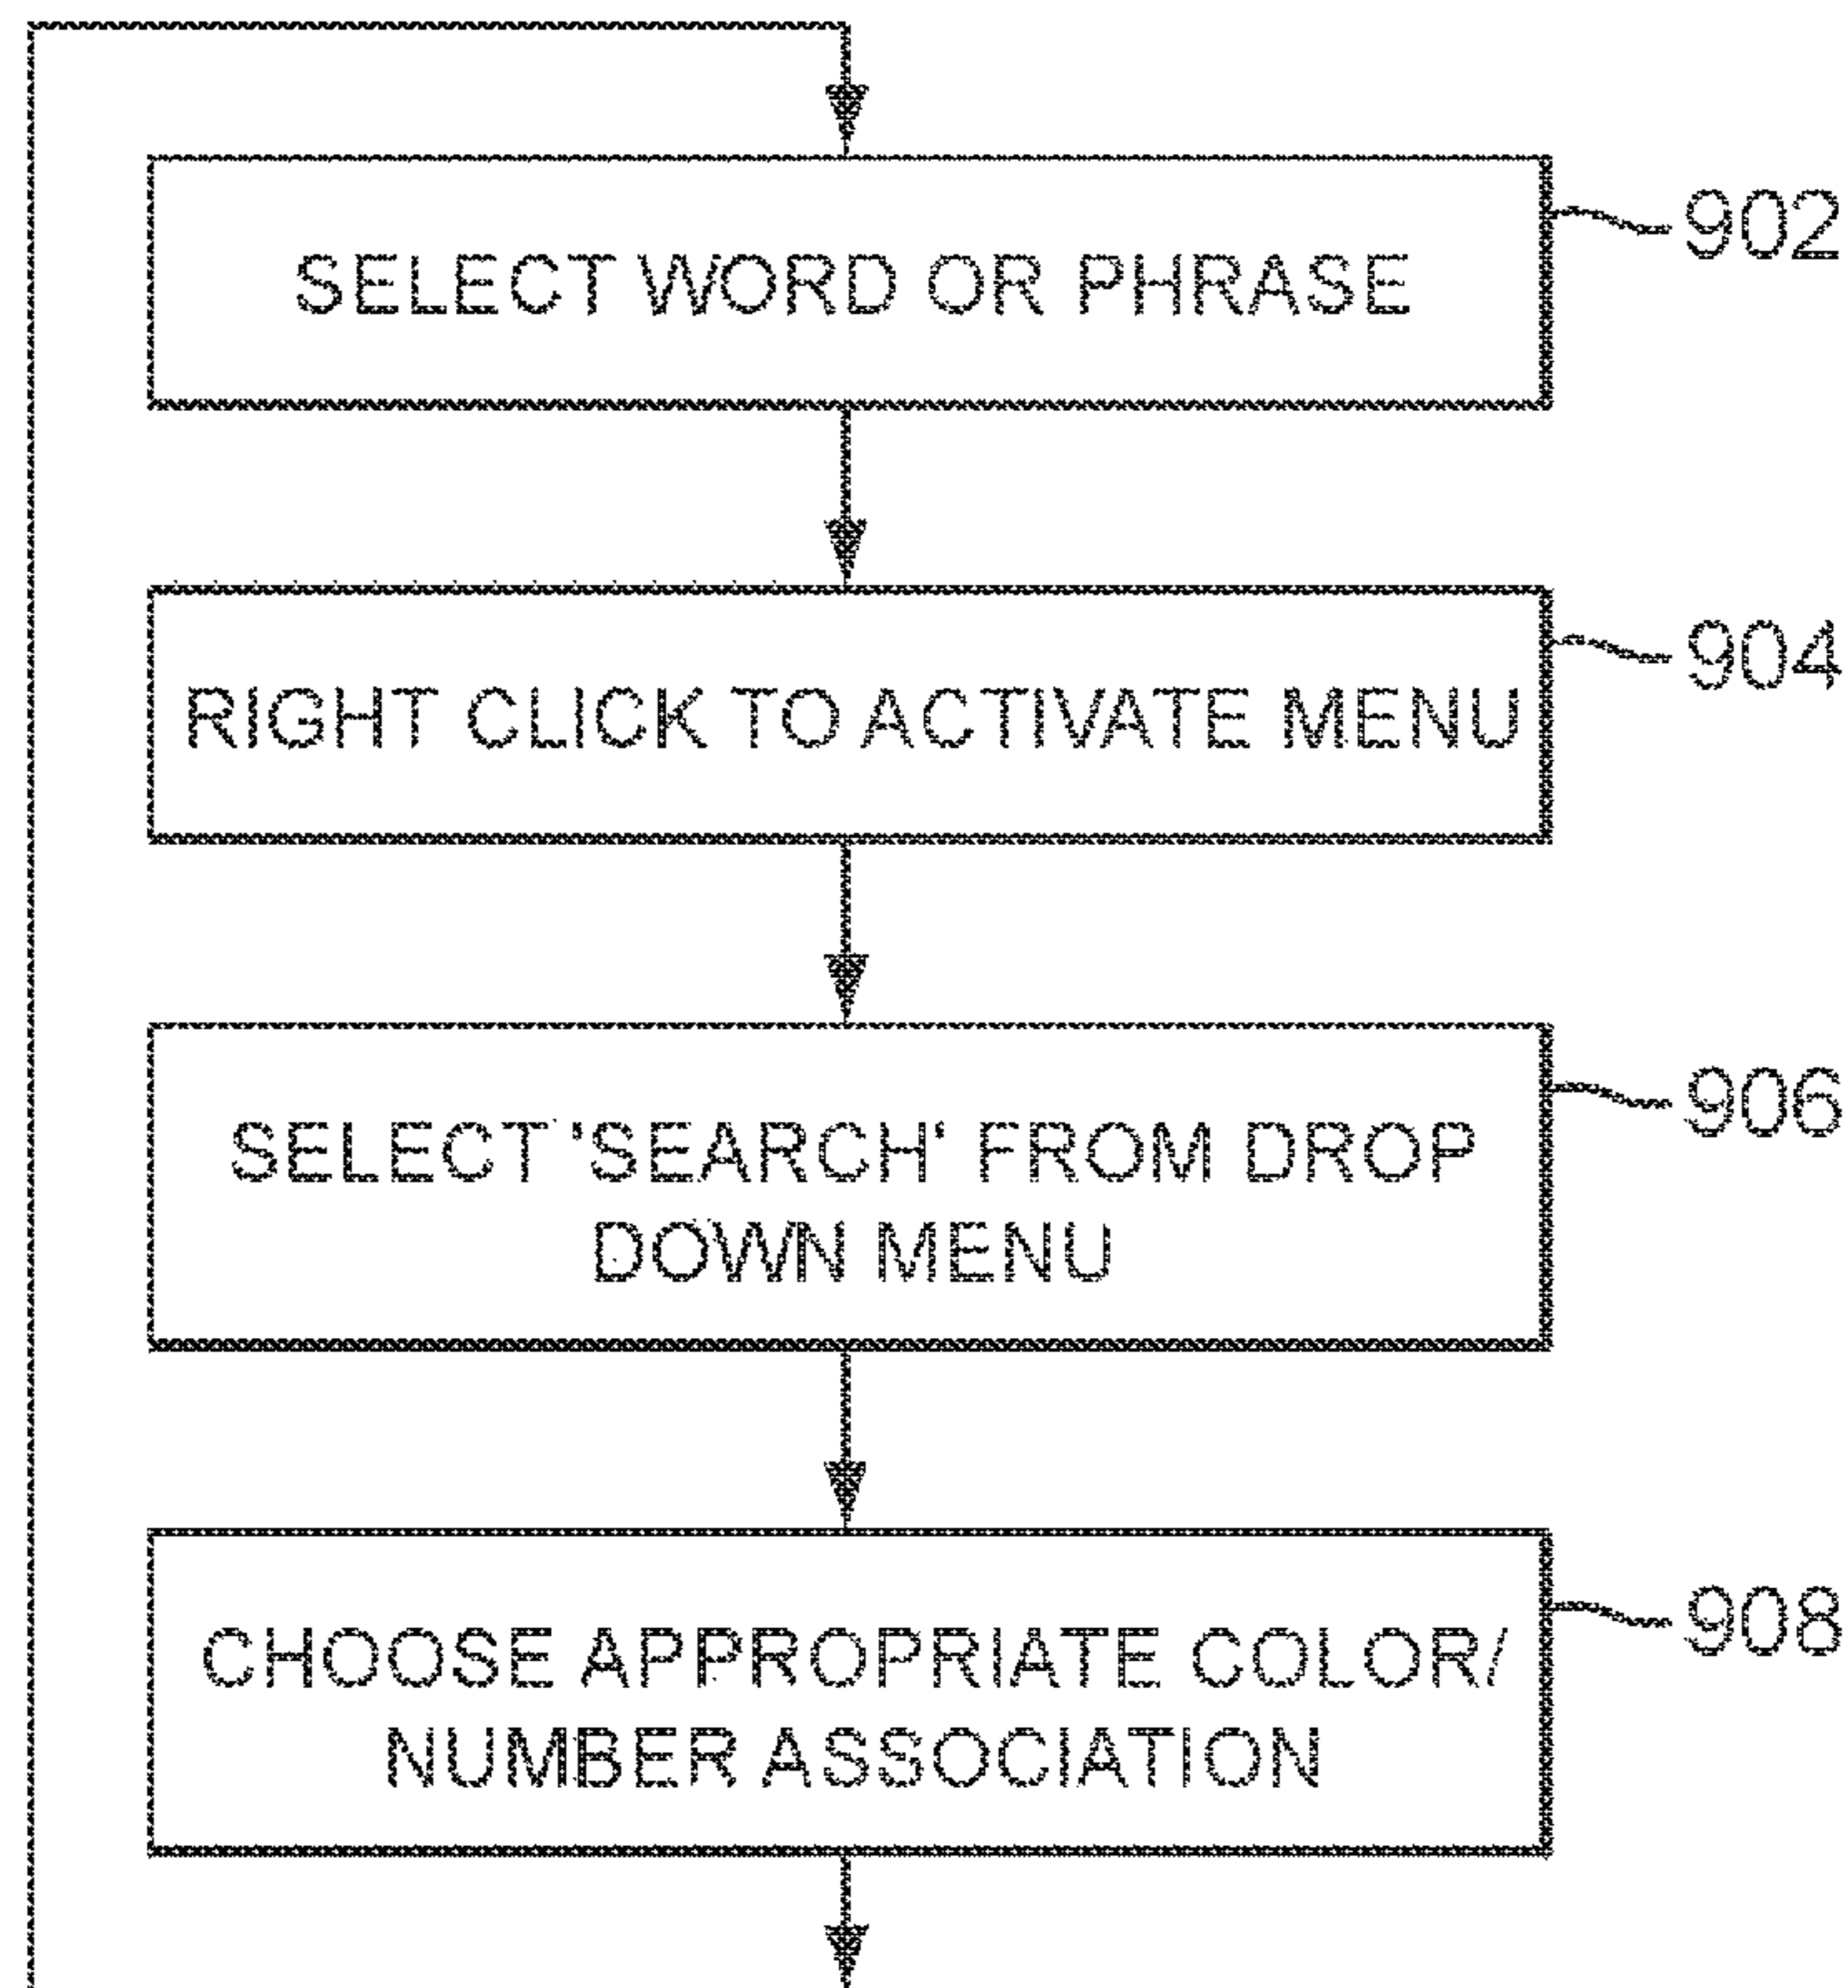 SELECT WORD OR PHRASE
902
RIGHT CLICK TO ACTIVATE MENU
904
SELECT 'SEARCH' FROM DROP
DOWN MENU
906
CHOOSE APPROPRIATE COLOR/
NUMBER ASSOCIATION
908